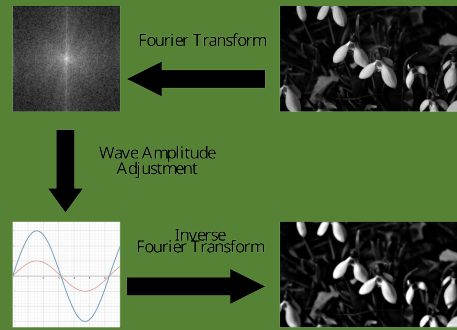 Fourier Transform
Wave Amplitude
Adjustment
Inverse
Fourier Transform